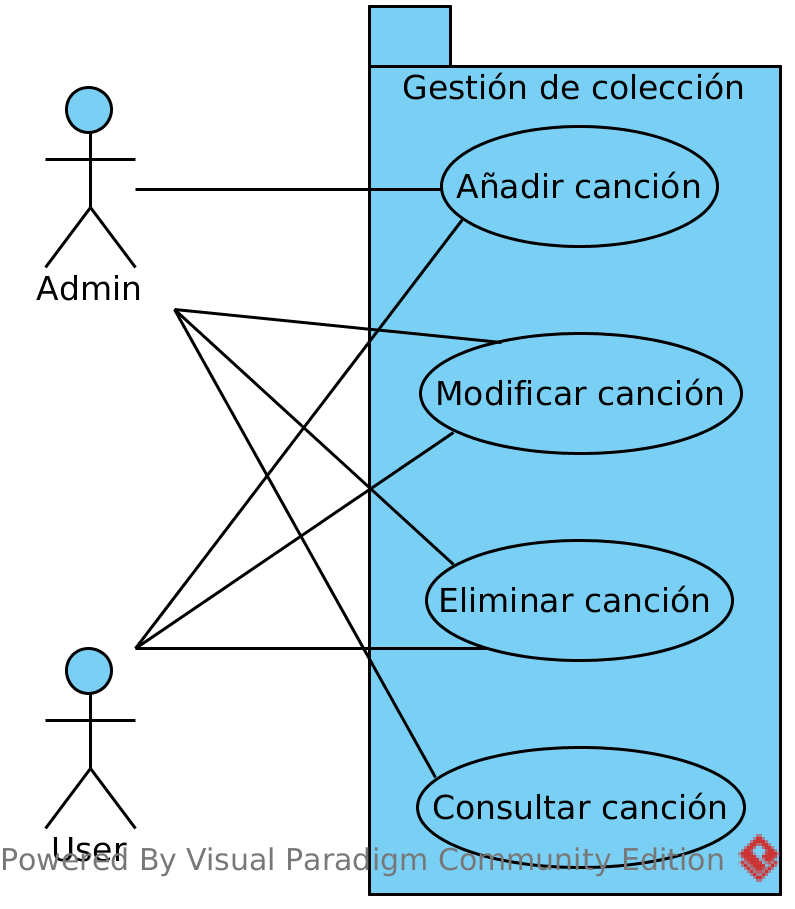 Gestión de colección
Añadir canción
Admin
Modificar canción
Eliminar canción
Consultar canción
User
Powered By Visual Paradigm Community Edition